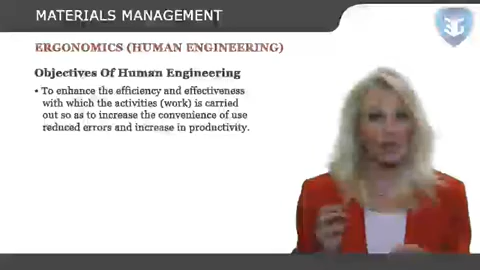 MATERIALS MANAGEMENT
ERGONOMICS (HUMAN ENGINEERING)
Objectives Of Human Engineering
• To enhance the efficiency and effectiveness
with which the activities (work) is carried
out so as to increase the convenience of use
reduced errors and increase in productivity.